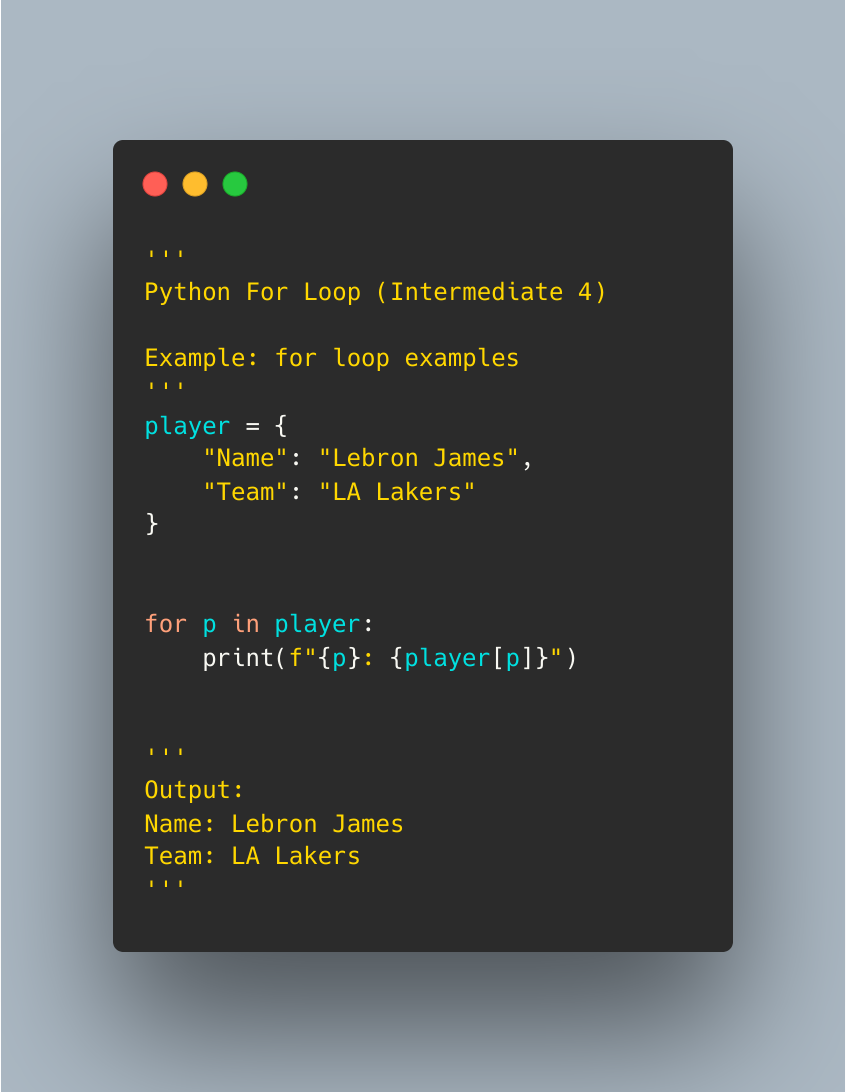 '''
Python For Loop (Intermediate 4)
Example: for loop examples
'''
player = {
    "Name": "Lebron James",
    "Team": "LA Lakers"
}
for p in player:
    print(f"{p}: {player[p]}")
'''
Output:
Name: Lebron James
Team: LA Lakers
'''